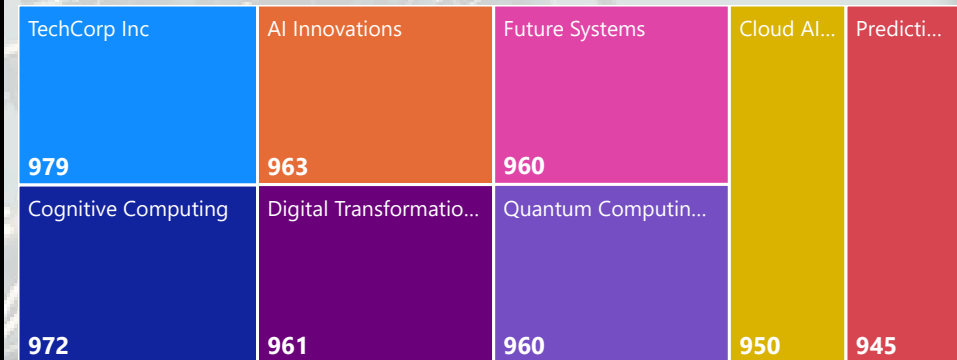 TechCorp Inc
979
AI Innovations
963
Future Systems
960
Cloud AI...
950
Predicti...
945
Cognitive Computing
972
Digital Transformatio...
961
Quantum Computin...
960